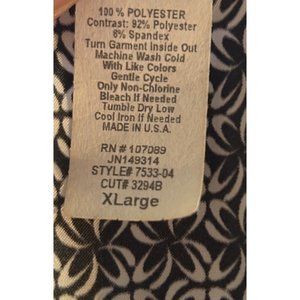 100 % POLYESTER
Contrast: 92% Polyester
8% Spandex
Turn Garment Inside Out
Machine Wash Cold
With Like Colors
Gentle Cycle
Only Non-Chlorine
Bleach If Needed
Tumble Dry Low
Cool Iron If Needed
MADE IN U.S.A.
RN # 107089
JN149314
STYLE# 7533-04
CUT# 3294B
XLarge